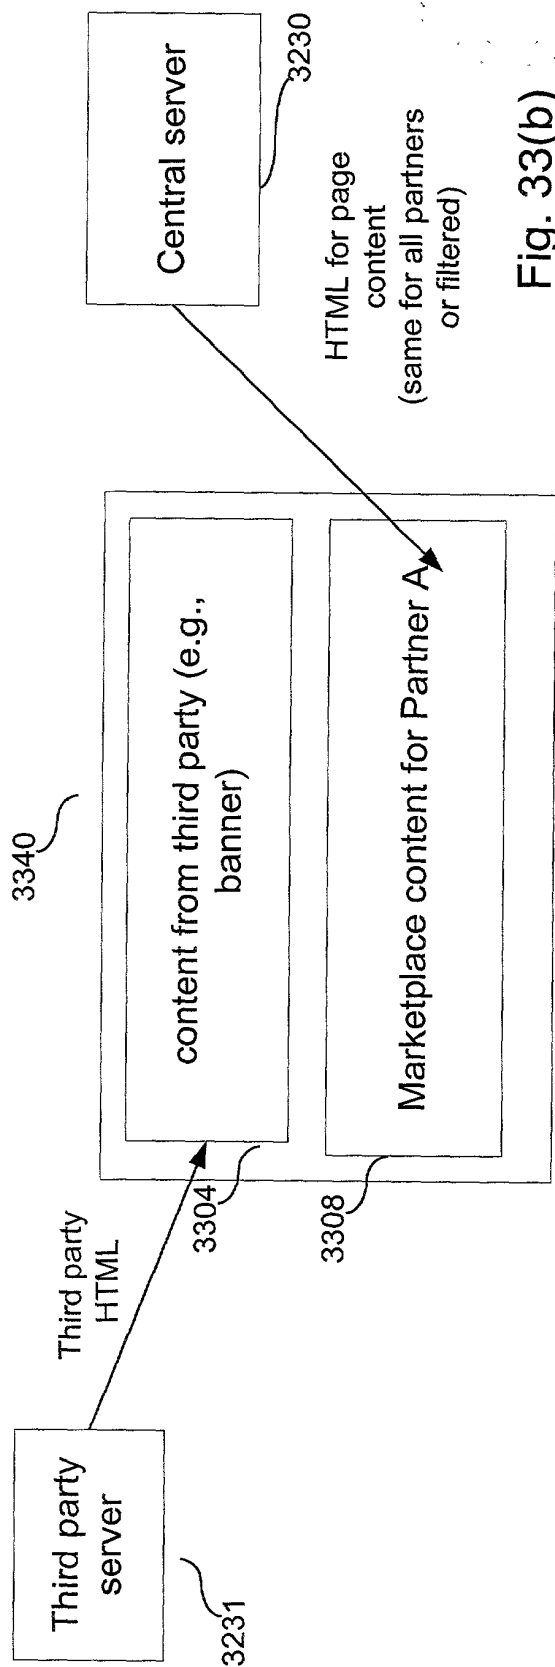 Third party
server
3231
Third party
HTML
3340
content from third party (e.g.,
banner)
3304
Marketplace content for Partner A
3308
Central server
3230
HTML for page
content
(same for all partners
or filtered)
Fig. 33(b)